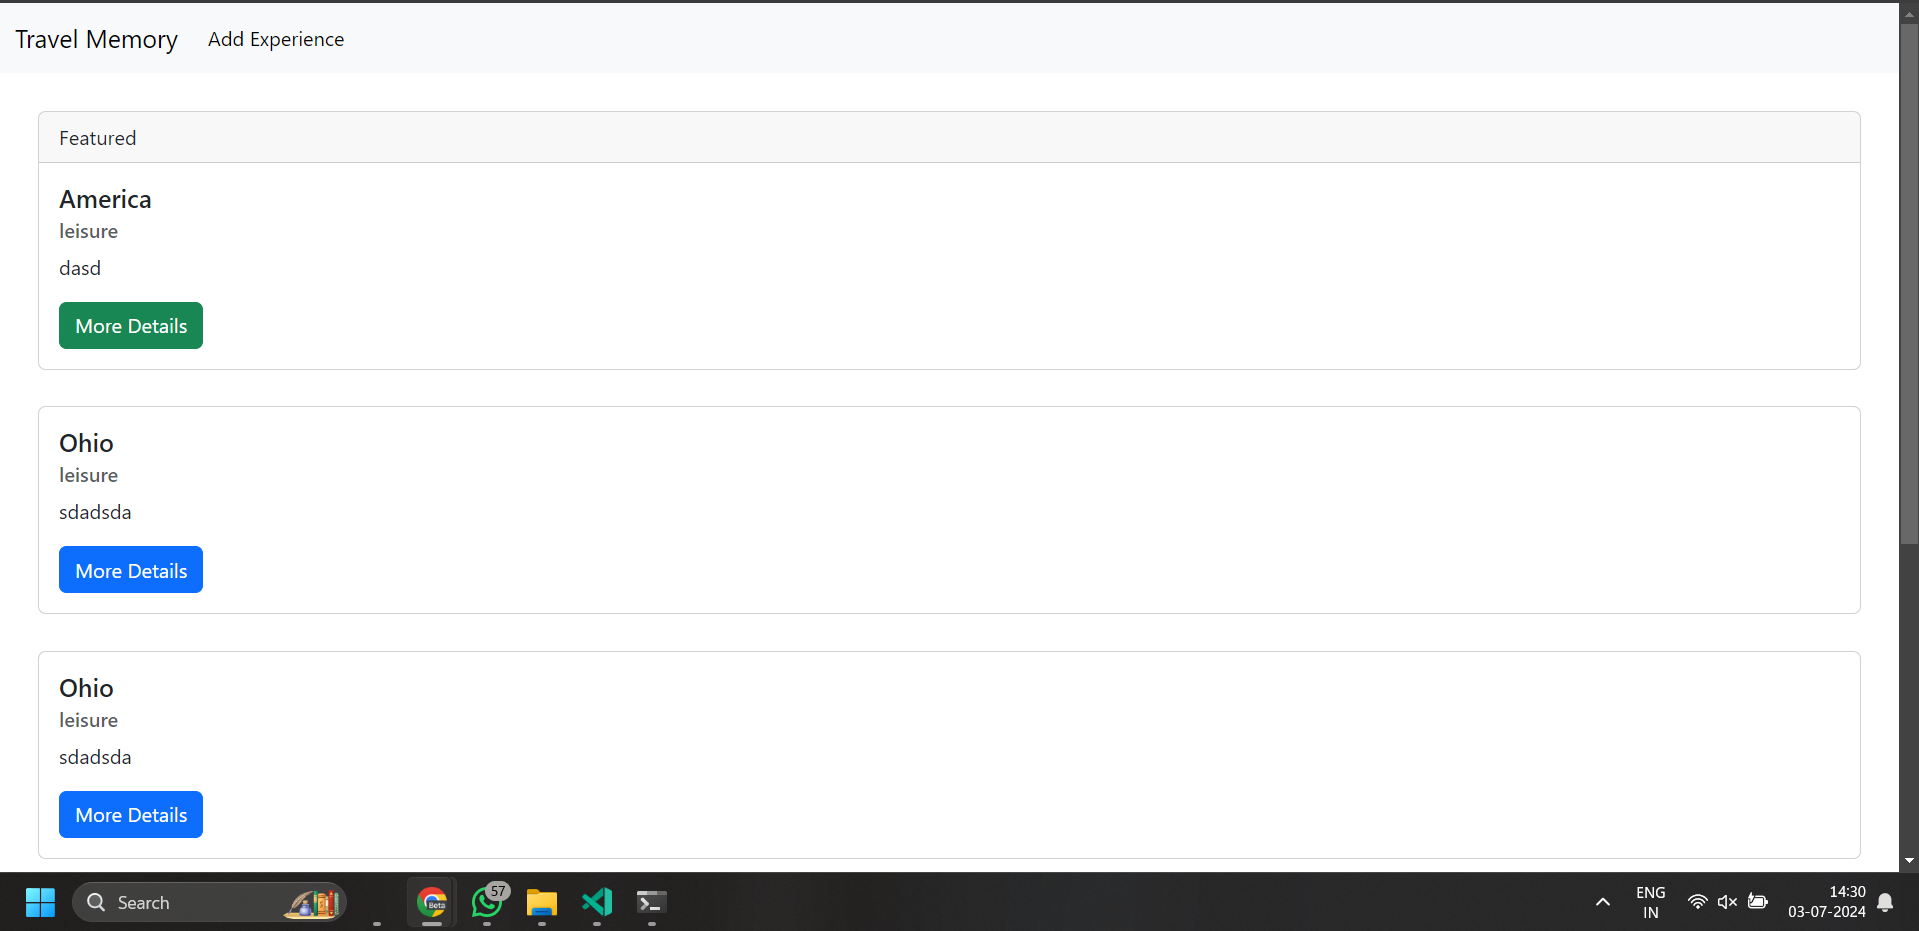 Travel Memory Add Experience
Featured
America
leisure
dasd
More Details
Ohio
leisure
sdadsda
More Details
Ohio
leisure
sdadsda
More Details
Search
Beta
57
ENG
IN
14:30
03-07-2024